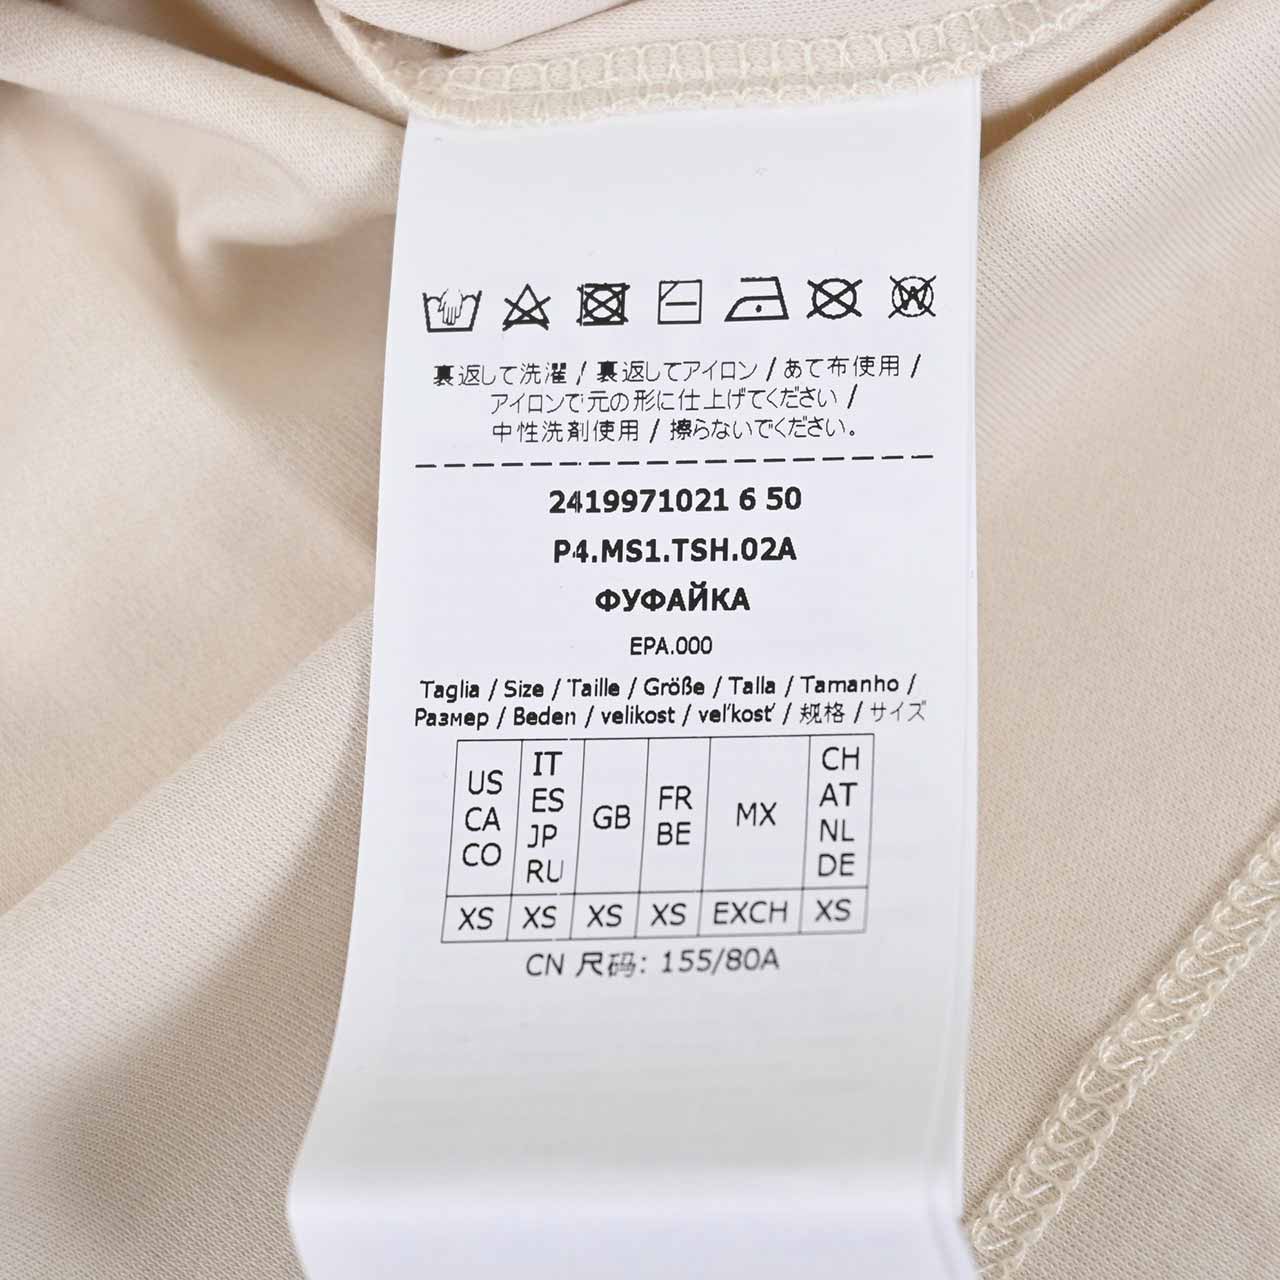 裏返して洗濯 / 裏返してアイロン / あて布使用 /
アイロンで元の形に仕上げてください /
中性洗剤使用 / 擦らないでください。
2419971021 6 50
P4.MS1.TSH.02A
ФУФАЙКА
EPA.000
Taglia / Size / Taille / Größe / Talla / Tamanho /
Размер / Beden / velikost / veľkosť / 规格 / サイズ
US CA CO
IT ES JP RU
GB
FR BE
MX
CH AT NL DE
XS XS XS XS EXCH XS
CN 尺码: 155/80A